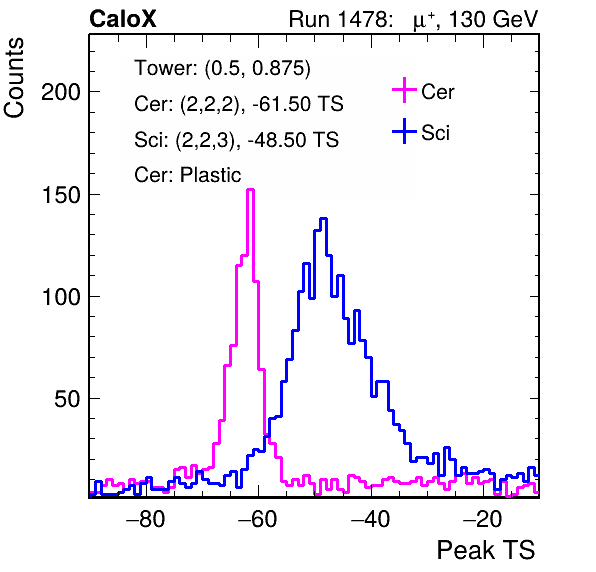 CaloX Run 1478: μ⁺, 130 GeV
Counts
Tower: (0.5, 0.875)
Cer: (2,2,2), -61.50 TS
Sci: (2,2,3), -48.50 TS
Cer: Plastic
Cer
Sci
200
150
100
50
−80 −60 −40 −20
Peak TS